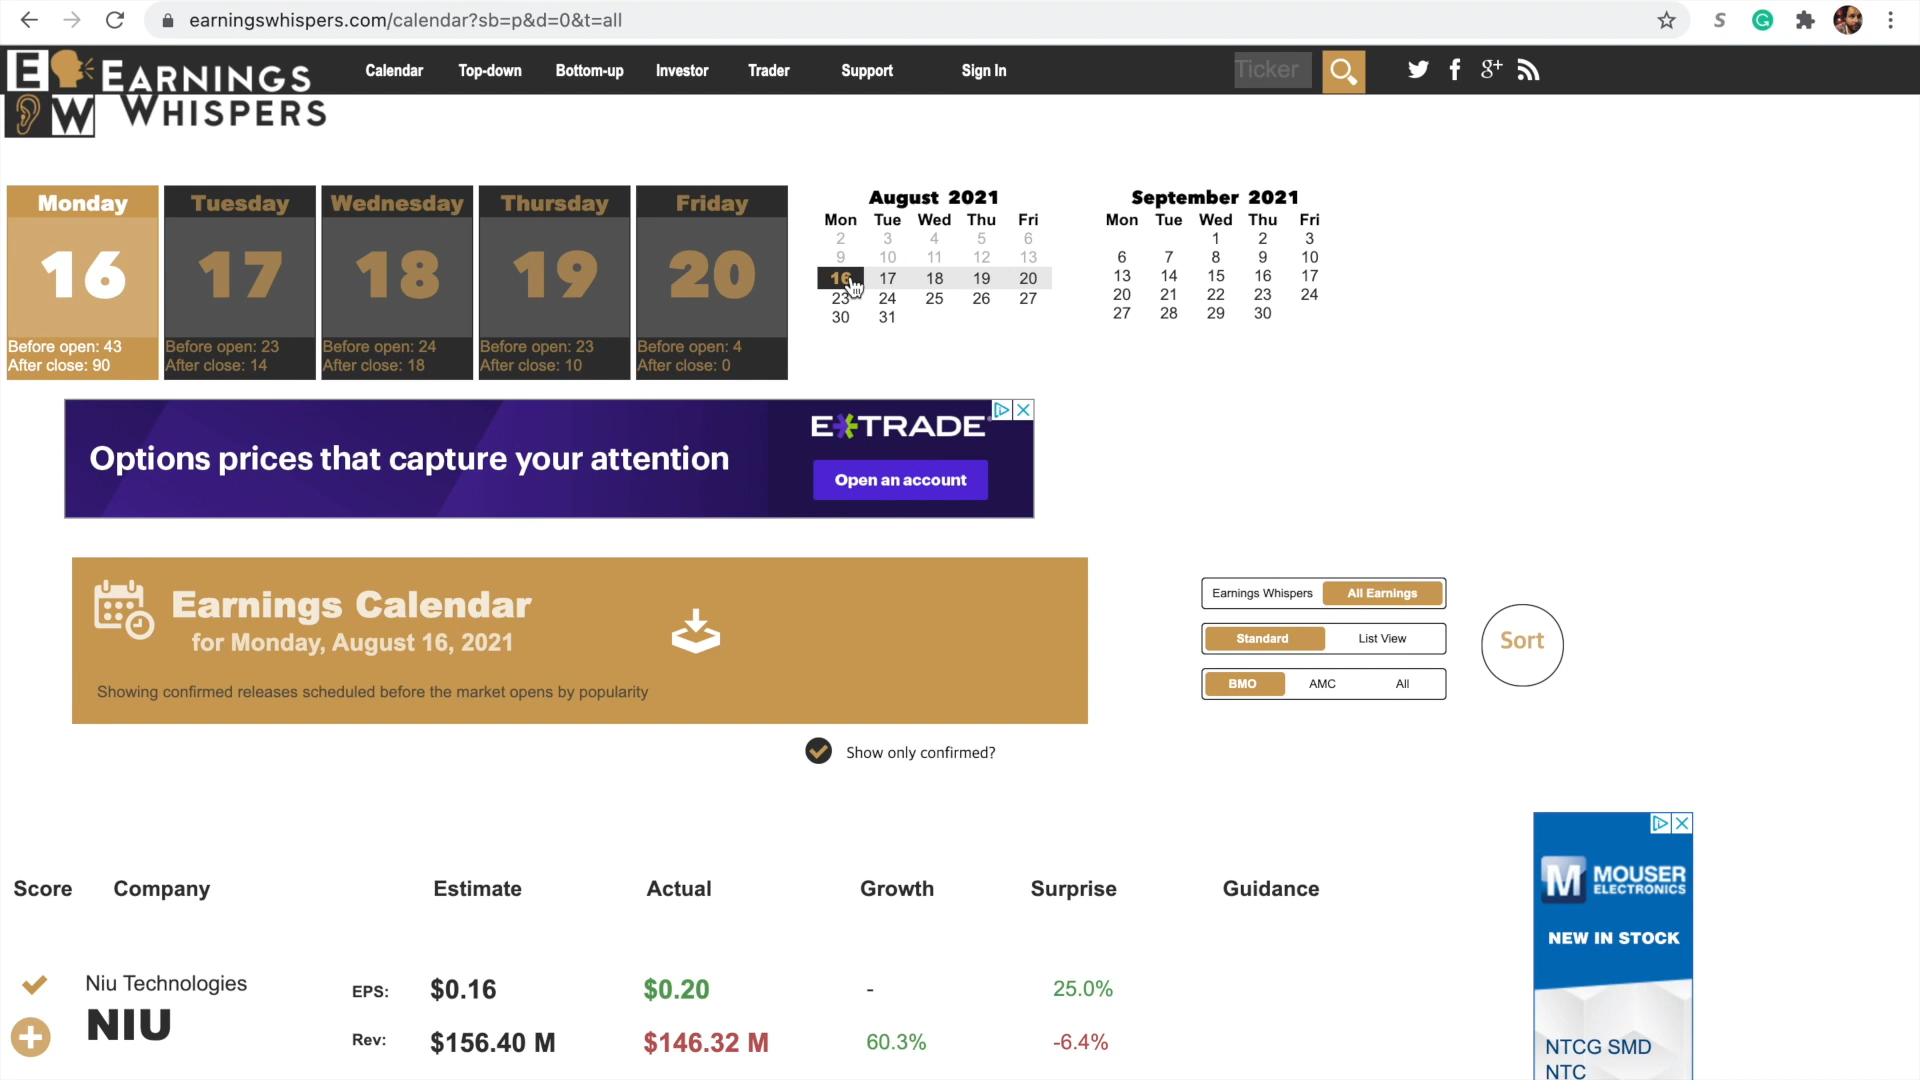 earningswhispers.com/calendar?sb=p&d=0&t=all
S G
E EARNINGS
W WHISPERS
Calendar Top-down Bottom-up Investor Trader Support Sign In Ticker
Monday Tuesday Wednesday Thursday Friday
16 17 18 19 20
Before open: 43 Before open: 23 Before open: 24 Before open: 23 Before open: 4
After close: 90 After close: 14 After close: 18 After close: 10 After close: 0
August 2021
Mon Tue Wed Thu Fri
2 3 4 5 6
9 10 11 12 13
16 17 18 19 20
23 24 25 26 27
30 31
September 2021
Mon Tue Wed Thu Fri
1 2 3
6 7 8 9 10
13 14 15 16 17
20 21 22 23 24
27 28 29 30
Options prices that capture your attention
E*TRADE
Open an account
Earnings Calendar
for Monday, August 16, 2021
Showing confirmed releases scheduled before the market opens by popularity
Earnings Whispers All Earnings
Standard List View
BMO AMC All
Sort
Show only confirmed?
Score Company Estimate Actual Growth Surprise Guidance
Niu Technologies
NIU
EPS: $0.16 $0.20 - 25.0%
Rev: $156.40 M $146.32 M 60.3% -6.4%
M MOUSER
ELECTRONICS
NEW IN STOCK
NTCG SMD
NTC